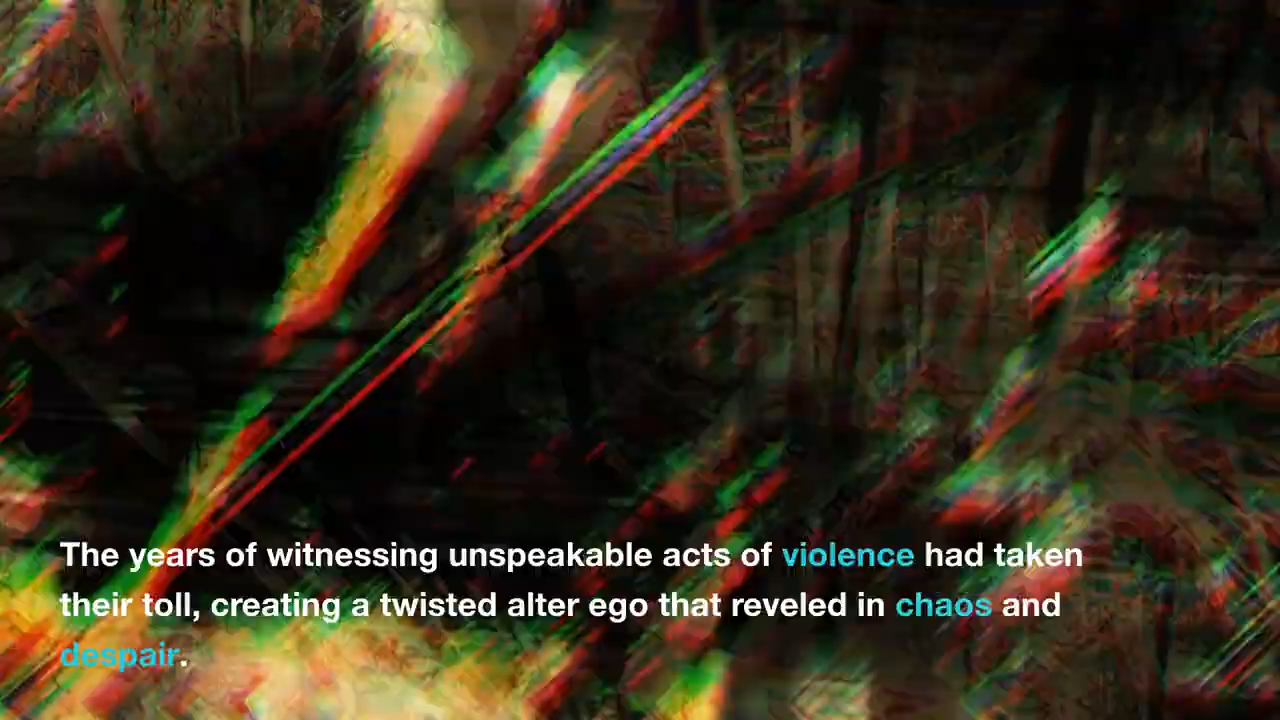 The years of witnessing unspeakable acts of violence had taken
their toll, creating a twisted alter ego that reveled in chaos and
despair.